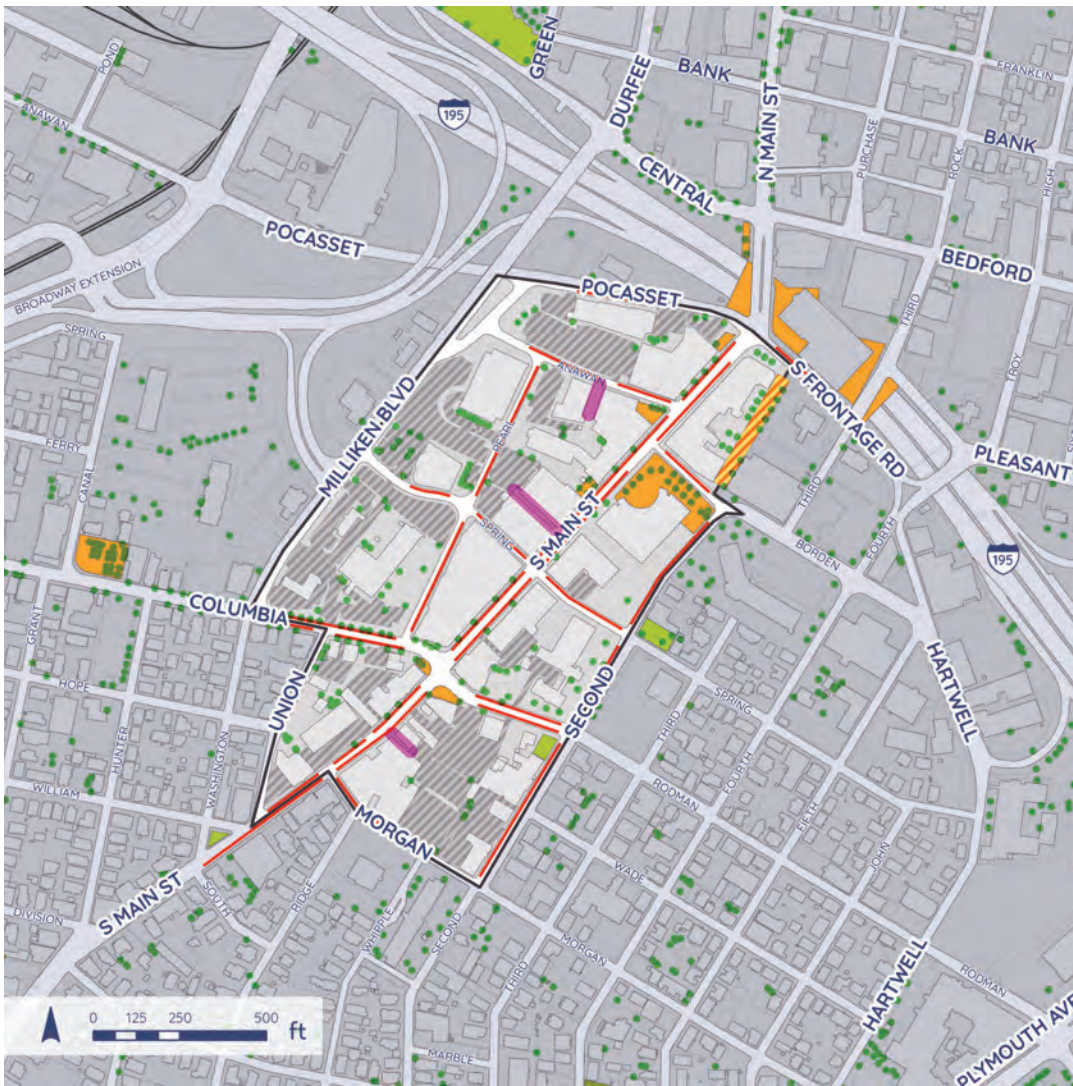 GREEN
DURFEE
BANK
N MAIN ST
FRANKLIN
POND
ANAWAN
195
PURCHASE
ROCK
BANK
HIGH
CENTRAL
POCASSET
BEDFORD
BROADWAY EXTENSION
POCASSET
THIRD
SPRING
TROY
ANAWAN
S FRONTAGE RD
MILLIKEN BLVD
PEARL
FERRY
CANAL
PLEASANT
THIRD
FOURTH
S MAIN ST
SPRING
BORDEN
195
COLUMBIA
GRANT
HARTWELL
HOPE
UNION
SECOND
SPRING
HUNTER
WASHINGTON
THIRD
FOURTH
WILLIAM
RODMAN
FIFTH
MORGAN
JOHN
WADE
S MAIN ST
SOUTH
RIDGE
WHIPPLE
SECOND
DIVISION
MORGAN
THIRD
RODMAN
HARTWELL
0 125 250 500 ft
MARBLE
PLYMOUTH AVE